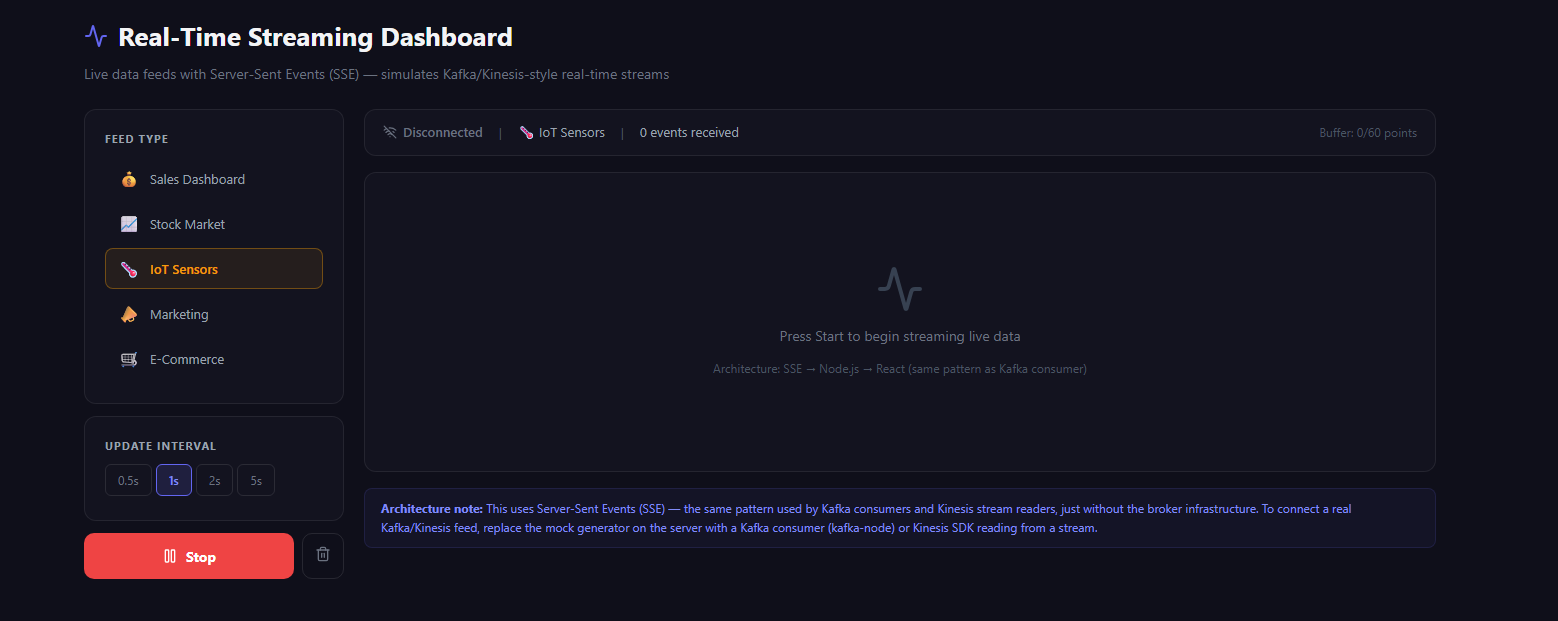 Real-Time Streaming Dashboard
Live data feeds with Server-Sent Events (SSE) — simulates Kafka/Kinesis-style real-time streams
FEED TYPE
Sales Dashboard
Stock Market
IoT Sensors
Marketing
E-Commerce
UPDATE INTERVAL
0.5s 1s 2s 5s
Stop
Disconnected | IoT Sensors | 0 events received Buffer: 0/60 points
Press Start to begin streaming live data
Architecture: SSE → Node.js → React (same pattern as Kafka consumer)
Architecture note: This uses Server-Sent Events (SSE) — the same pattern used by Kafka consumers and Kinesis stream readers, just without the broker infrastructure. To connect a real
Kafka/Kinesis feed, replace the mock generator on the server with a Kafka consumer (kafka-node) or Kinesis SDK reading from a stream.